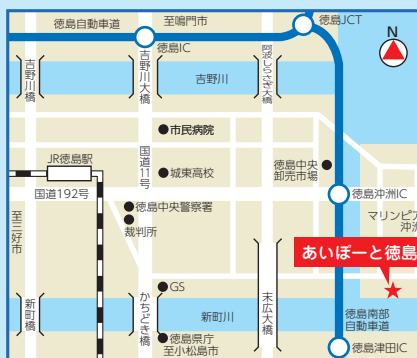 徳島自動車道
至鳴門市
徳島JCT
徳島IC
N
吉野川橋
吉野川大橋
吉野川
阿波しらさぎ大橋
市民病院
国道11号
JR徳島駅
城東高校
徳島中央
卸売市場
国道192号
徳島沖洲IC
至三好市
徳島中央警察署
裁判所
マリンピア
沖洲
あいぽーと徳島
GS
新町橋
かちどき橋
新町川
末広大橋
徳島南部
自動車道
徳島県庁
至小松島市
徳島津田IC